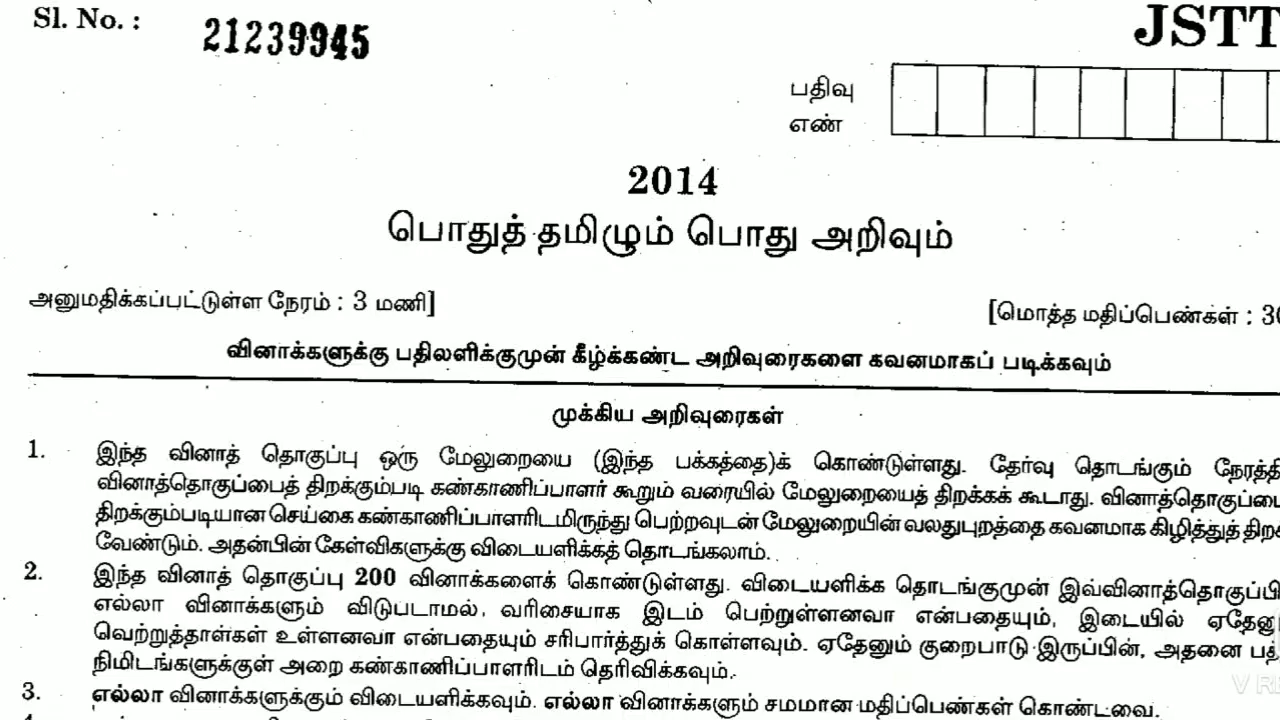 Sl. No. : 21239945
JSTT
பதிவு
எண்
2014
பொதுத் தமிழும் பொது அறிவும்
அனுமதிக்கப்பட்டுள்ள நேரம் : 3 மணி]
[மொத்த மதிப்பெண்கள் :
வினாக்களுக்கு பதிலளிக்குமுன் கீழ்க்கண்ட அறிவுரைகளை கவனமாகப் படிக்கவும்
முக்கிய அறிவுரைகள்
1. இந்த வினாத் தொகுப்பு ஒரு மேலுறையை (இந்த பக்கத்தை)க் கொண்டுள்ளது. தேர்வு தொடங்கும்
வினாத்தொகுப்பைத் திறக்கும்படி கண்காணிப்பாளர் கூறும் வரையில் மேலுறையைத் திறக்கக் கூடாது.
திறக்கும்படியான செய்கை கண்காணிப்பாளரிடமிருந்து பெற்றவுடன் மேலுறையின் வலதுபுறத்தை கவனமாக கிழித்துத்
வேண்டும். அதன்பின் கேள்விகளுக்கு விடையளிக்கத் தொடங்கலாம்.
2. இந்த வினாத் தொகுப்பு 200 வினாக்களைக் கொண்டுள்ளது. விடையளிக்க தொடங்குமுன்
எல்லா வினாக்களும் விடுபடாமல், வரிசையாக இடம் பெற்றுள்ளனவா என்பதையும், இடையில்
வெற்றுத்தாள்கள் உள்ளனவா என்பதையும் சரிபார்த்துக் கொள்ளவும். ஏதேனும் குறைபாடு இருப்பின், அதனை
நிமிடங்களுக்குள் அறை கண்காணிப்பாளரிடம் தெரிவிக்கவும்.
3. எல்லா வினாக்களுக்கும் விடையளிக்கவும். எல்லா வினாக்களும் சமமான மதிப்பெண்கள் கொண்டவை.